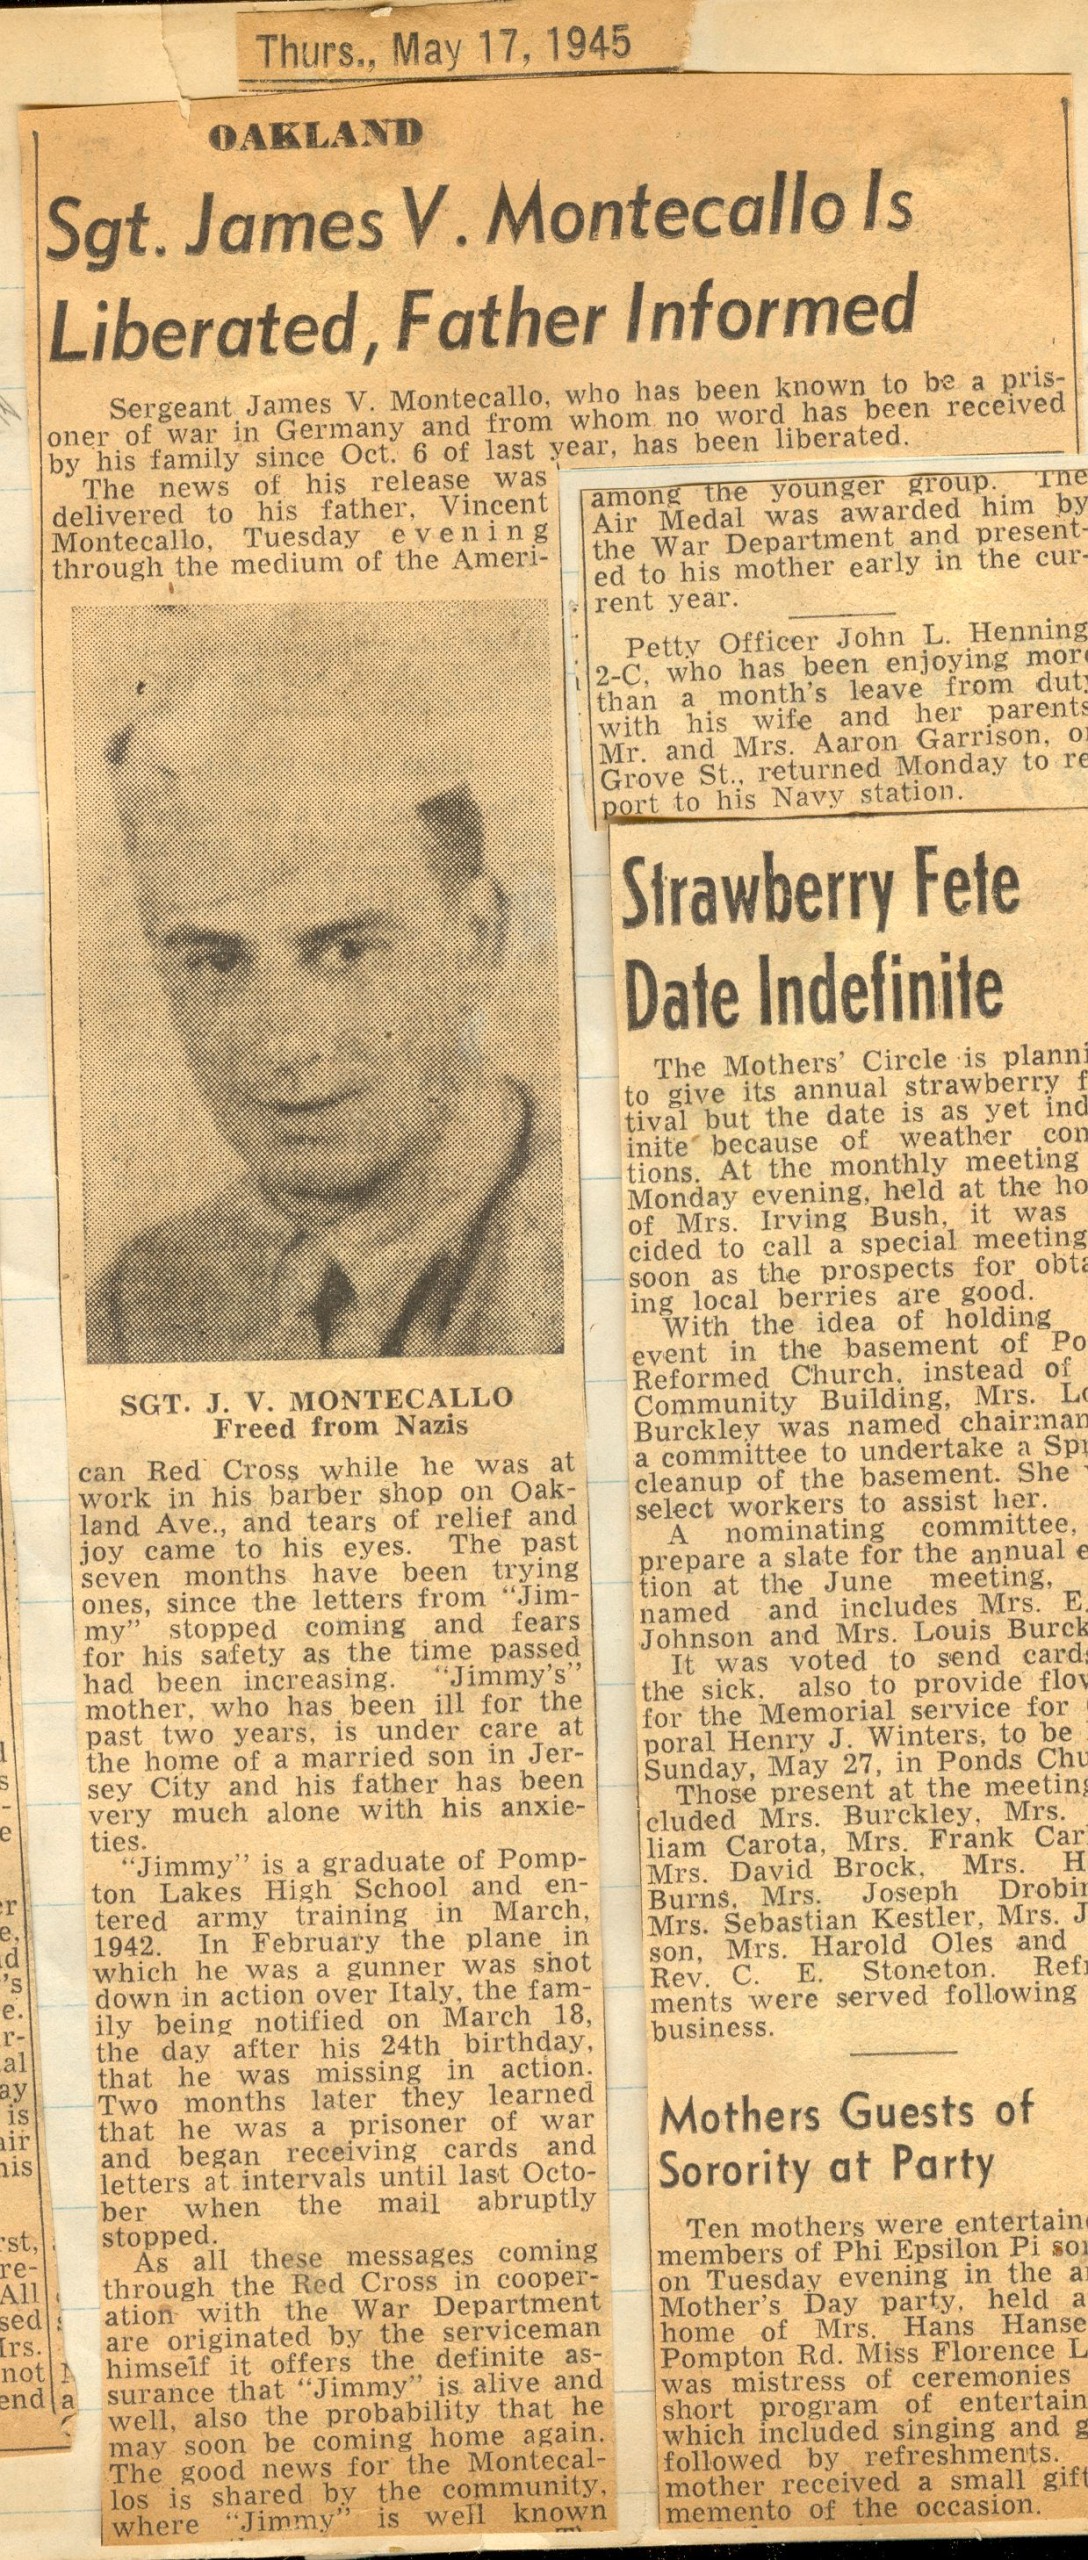 Thurs., May 17, 1945
OAKLAND
Sgt. James V. Montecallo Is
Liberated, Father Informed
Sergeant James V. Montecallo, who has been known to be a pris-
oner of war in Germany and from whom no word has been received
by his family since Oct. 6 of last year, has been liberated.
The news of his release was
delivered to his father, Vincent
Montecallo, Tuesday evening
through the medium of the Ameri-
SGT. J. V. MONTECALLO
Freed from Nazis
can Red Cross while he was at
work in his barber shop on Oak-
land Ave., and tears of relief and
joy came to his eyes. The past
seven months have been trying
ones, since the letters from "Jim-
my" stopped coming and fears
for his safety as the time passed
had been increasing. "Jimmy's"
mother, who has been ill for the
past two years, is under care at
the home of a married son in Jer-
sey City and his father has been
very much alone with his anxie-
ties.
"Jimmy" is a graduate of Pomp-
ton Lakes High School and en-
tered army training in March,
1942. In February the plane in
which he was a gunner was shot
down in action over Italy, the fam-
ily being notified on March 18,
the day after his 24th birthday,
that he was missing in action.
Two months later they learned
that he was a prisoner of war
and began receiving cards and
letters at intervals until last Octo-
ber when the mail abruptly
stopped.
As all these messages coming
through the Red Cross in cooper-
ation with the War Department
are originated by the serviceman
himself it offers the definite as-
surance that "Jimmy" is alive and
well, also the probability that he
may soon be coming home again.
The good news for the Montecal-
los is shared by the community,
where "Jimmy" is well known
among the younger group. The
Air Medal was awarded him by
the War Department and present-
ed to his mother early in the cur-
rent year.
Petty Officer John L. Henning
2-C, who has been enjoying more
than a month's leave from duty
with his wife and her parents
Mr. and Mrs. Aaron Garrison, of
Grove St., returned Monday to re
port to his Navy station.
Strawberry Fete
Date Indefinite
The Mothers' Circle is planni
to give its annual strawberry f
tival but the date is as yet ind
inite because of weather con
tions. At the monthly meeting
Monday evening, held at the ho
of Mrs. Irving Bush, it was
cided to call a special meeting
soon as the prospects for obta
ing local berries are good.
With the idea of holding
event in the basement of Po
Reformed Church, instead of
Community Building, Mrs. Lo
Burckley was named chairman
a committee to undertake a Spr
cleanup of the basement. She
select workers to assist her.
A nominating committee,
prepare a slate for the annual e
tion at the June meeting,
named and includes Mrs. E.
Johnson and Mrs. Louis Burck
It was voted to send cards
the sick, also to provide flow
for the Memorial service for
poral Henry J. Winters, to be
Sunday, May 27, in Ponds Chu
Those present at the meeting
cluded Mrs. Burckley, Mrs.
liam Carota, Mrs. Frank Car
Mrs. David Brock, Mrs. H
Burns, Mrs. Joseph Drobin
Mrs. Sebastian Kestler, Mrs. J
son, Mrs. Harold Oles and
Rev. C. E. Stoneton. Refr
ments were served following
business.
Mothers Guests of
Sorority at Party
Ten mothers were entertaine
members of Phi Epsilon Pi sor
on Tuesday evening in the a
Mother's Day party, held a
home of Mrs. Hans Hanse
Pompton Rd. Miss Florence L
was mistress of ceremonies
short program of entertain
which included singing and g
followed by refreshments.
mother received a small gift
memento of the occasion.